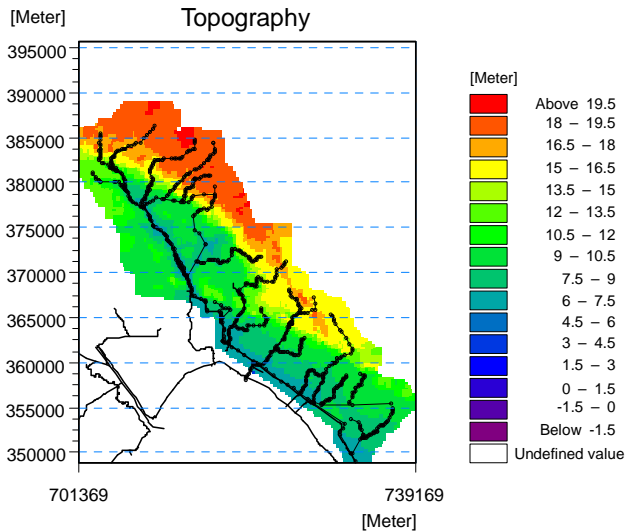 Topography
[Meter]
395000
390000
385000
380000
375000
370000
365000
360000
355000
350000
701369
739169
[Meter]
[Meter]
Above 19.5
18 – 19.5
16.5 – 18
15 – 16.5
13.5 – 15
12 – 13.5
10.5 – 12
9 – 10.5
7.5 – 9
6 – 7.5
4.5 – 6
3 – 4.5
1.5 – 3
0 – 1.5
-1.5 – 0
Below -1.5
Undefined value